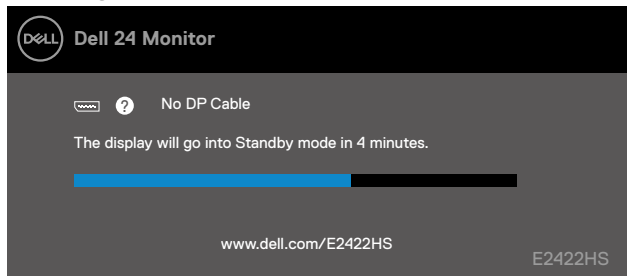 DELL Dell 24 Monitor
? No DP Cable
The display will go into Standby mode in 4 minutes.
www.dell.com/E2422HS
E2422HS